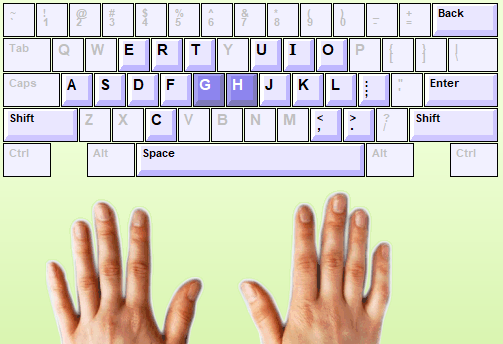 ~ ` ! 1 @ 2 # 3 $ 4 % 5 ^ 6 & 7 * 8 ( 9 ) 0 _ - + = Back
Tab Q W E R T Y U I O P { [ } ] | \
Caps A S D F G H J K L : ; " ' Enter
Shift Z X C V B N M < , > . ? / Shift
Ctrl Alt Space Alt Ctrl